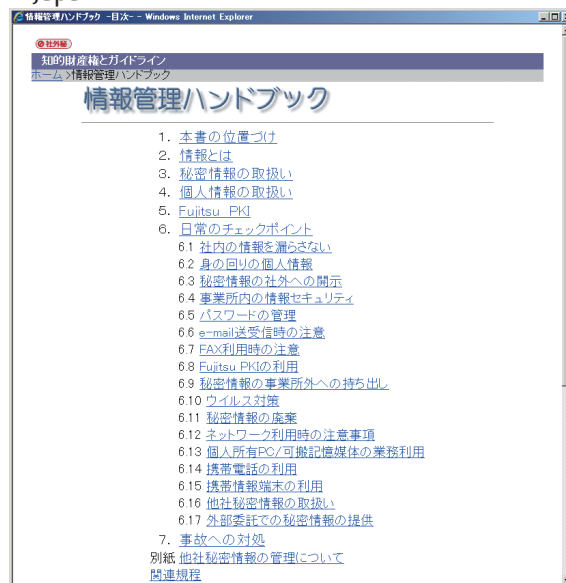 情報管理ハンドブック -目次- - Windows Internet Explorer
社外秘
知的財産権とガイドライン
ホーム >情報管理ハンドブック
情報管理ハンドブック
1. 本書の位置づけ
2. 情報とは
3. 秘密情報の取扱い
4. 個人情報の取扱い
5. Fujitsu PKI
6. 日常のチェックポイント
6.1 社内の情報を漏らさない
6.2 身の回りの個人情報
6.3 秘密情報の社外への開示
6.4 事業所内の情報セキュリティ
6.5 パスワードの管理
6.6 e-mail送受信時の注意
6.7 FAX利用時の注意
6.8 Fujitsu PKIの利用
6.9 秘密情報の事業所外への持ち出し
6.10 ウイルス対策
6.11 秘密情報の廃棄
6.12 ネットワーク利用時の注意事項
6.13 個人所有PC/可搬記憶媒体の業務利用
6.14 携帯電話の利用
6.15 携帯情報端末の利用
6.16 他社秘密情報の取扱い
6.17 外部委託での秘密情報の提供
7. 事故への対処
別紙 他社秘密情報の管理について
関連規程